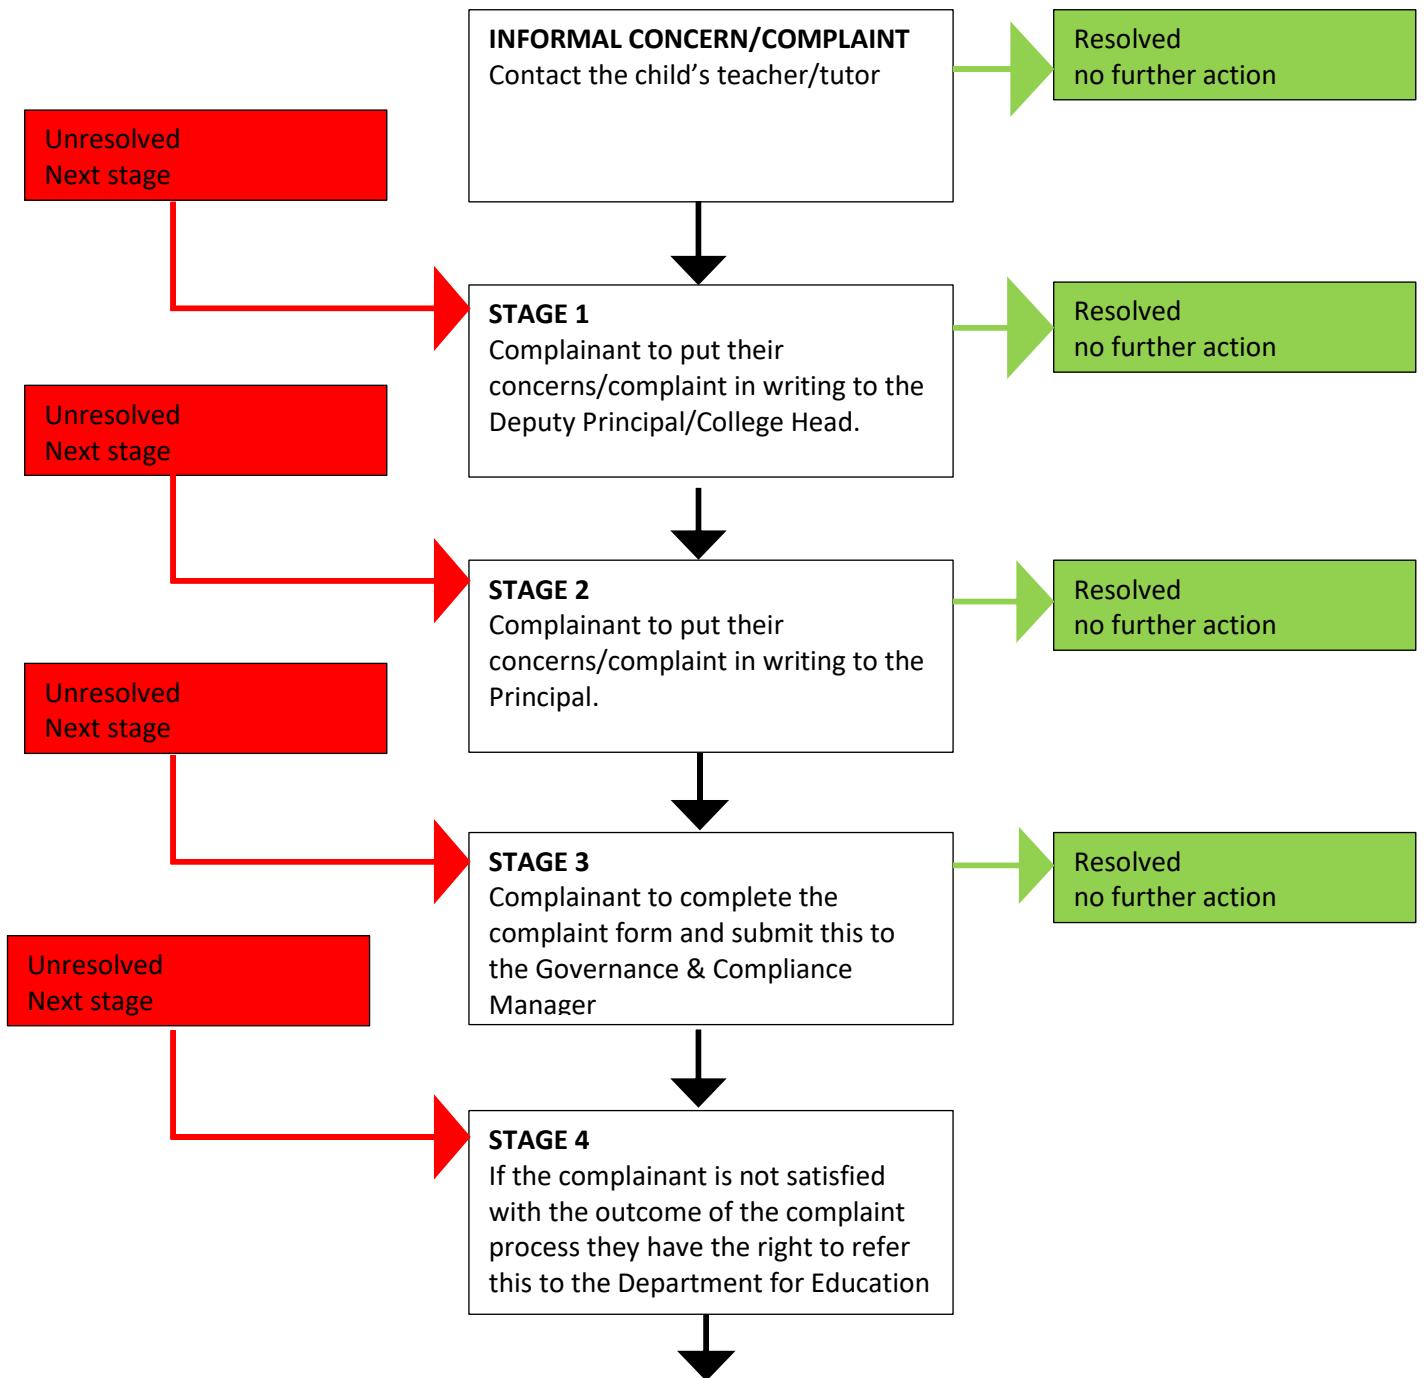 INFORMAL CONCERN/COMPLAINT
Contact the child’s teacher/tutor
Resolved
no further action
Unresolved
Next stage
STAGE 1
Complainant to put their
concerns/complaint in writing to the
Deputy Principal/College Head.
Resolved
no further action
Unresolved
Next stage
STAGE 2
Complainant to put their
concerns/complaint in writing to the
Principal.
Resolved
no further action
Unresolved
Next stage
STAGE 3
Complainant to complete the
complaint form and submit this to
the Governance & Compliance
Manager
Resolved
no further action
Unresolved
Next stage
STAGE 4
If the complainant is not satisfied
with the outcome of the complaint
process they have the right to refer
this to the Department for Education